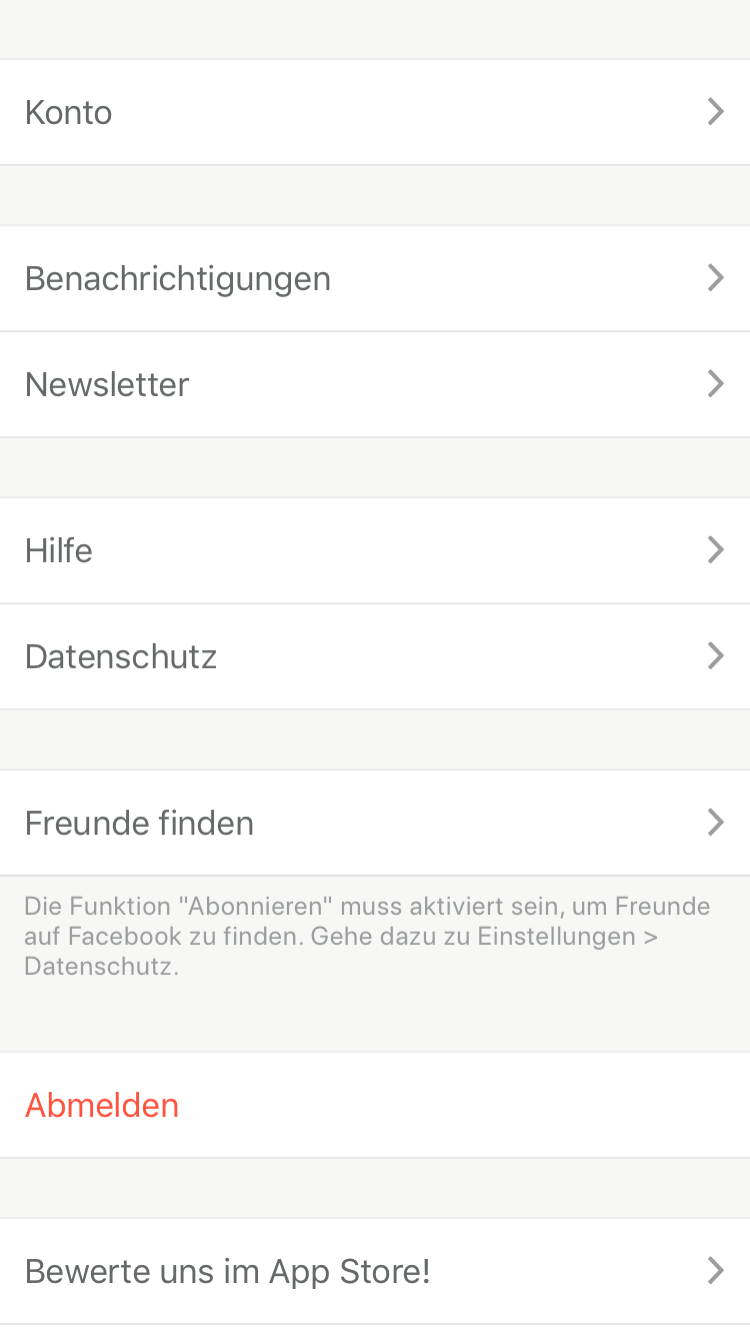 Konto
Benachrichtigungen
Newsletter
Hilfe
Datenschutz
Freunde finden
Die Funktion "Abonnieren" muss aktiviert sein, um Freunde
auf Facebook zu finden. Gehe dazu zu Einstellungen >
Datenschutz.
Abmelden
Bewerte uns im App Store!